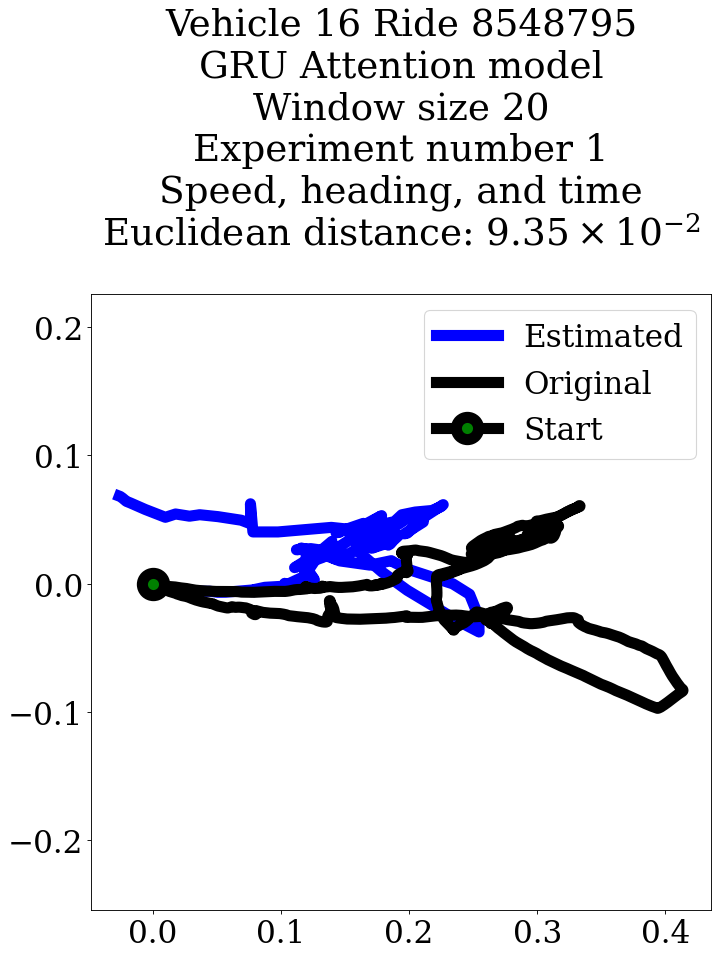 Vehicle 16 Ride 8548795
GRU Attention model
Window size 20
Experiment number 1
Speed, heading, and time
Euclidean distance: 9.35 × 10⁻²
Estimated
Original
Start
0.2
0.1
0.0
−0.1
−0.2
0.0 0.1 0.2 0.3 0.4